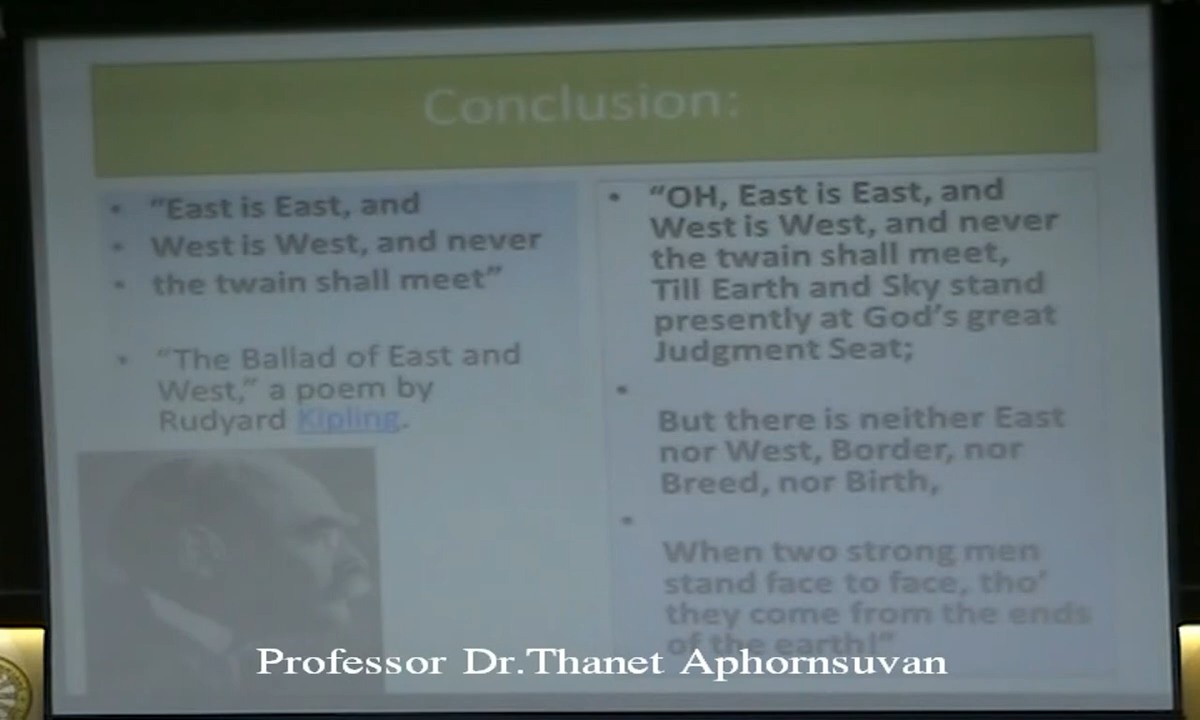 Conclusion:
• "East is East, and
• West is West, and never
• the twain shall meet"
• "The Ballad of East and
West," a poem by
Rudyard Kipling.
• "OH, East is East, and
West is West, and never
the twain shall meet,
Till Earth and Sky stand
presently at God's great
Judgment Seat;
•
But there is neither East
nor West, Border, nor
Breed, nor Birth,
•
When two strong men
stand face to face, tho'
they come from the ends
of the earth!"
Professor Dr.Thanet Aphornsuvan